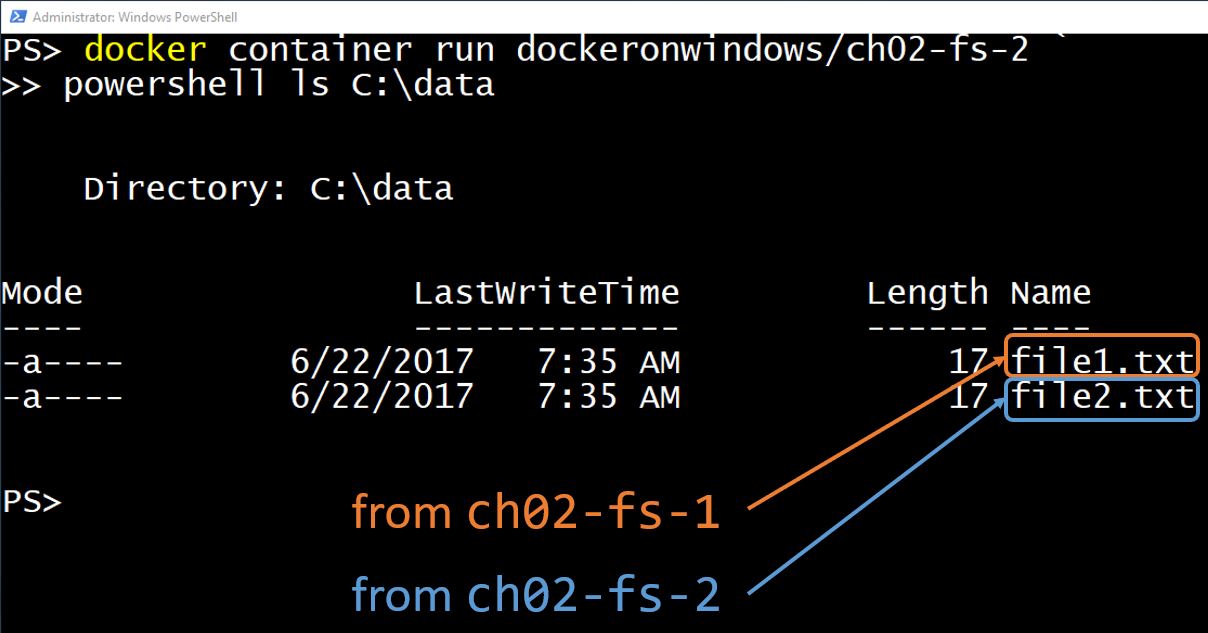 Administrator: Windows PowerShell
PS> docker container run dockeronwindows/ch02-fs-2 `
>> powershell ls C:\data
Directory: C:\data
Mode LastWriteTime Length Name
---- ------------- ------ ----
-a---- 6/22/2017 7:35 AM 17 file1.txt
-a---- 6/22/2017 7:35 AM 17 file2.txt
PS>
from ch02-fs-1
from ch02-fs-2